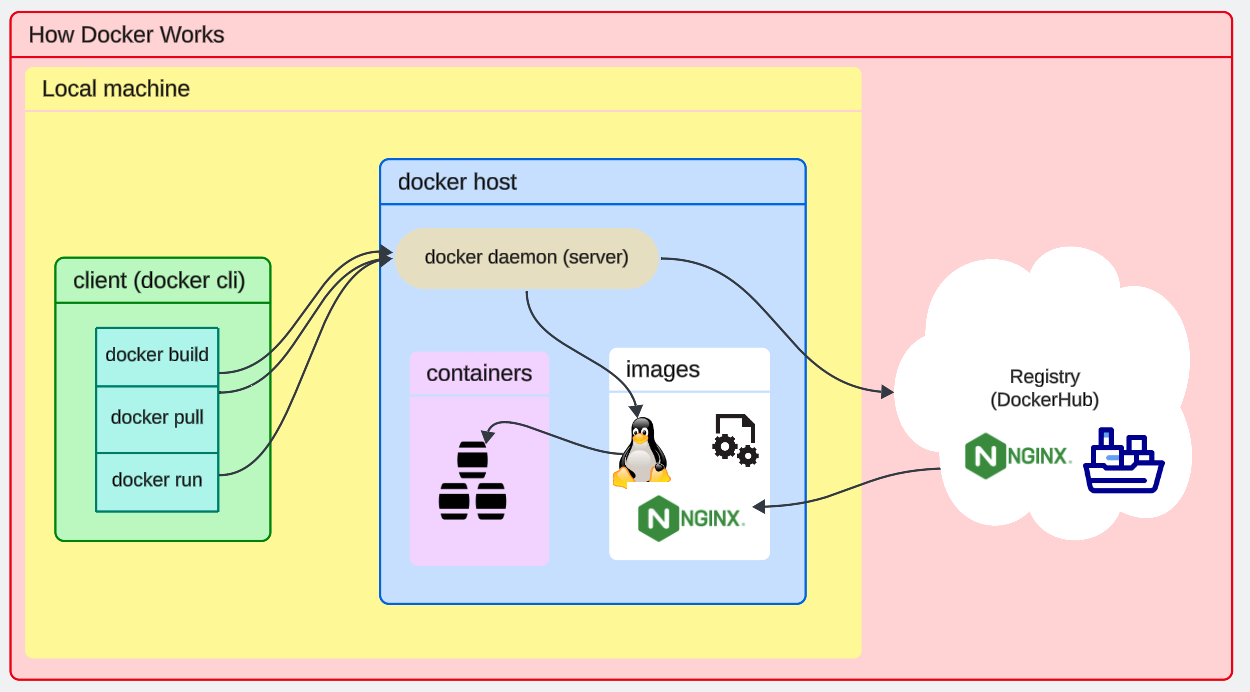 How Docker Works
Local machine
docker host
docker daemon (server)
client (docker cli)
docker build
docker pull
docker run
containers
images
NGINX
Registry
(DockerHub)
NGINX